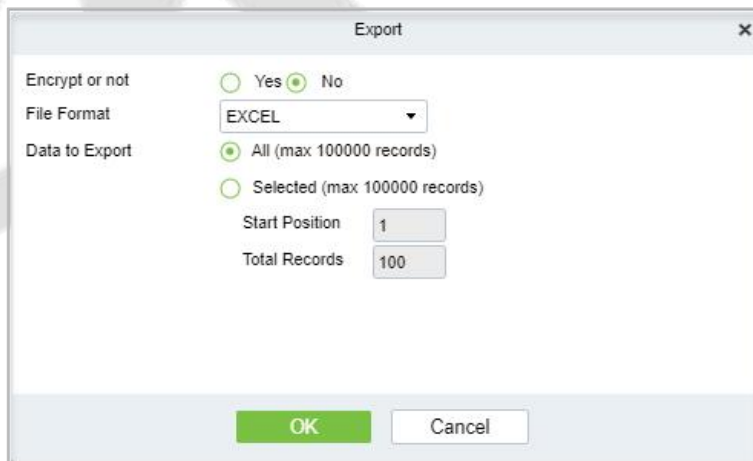 Export
Encrypt or not Yes No
File Format EXCEL
Data to Export All (max 100000 records)
Selected (max 100000 records)
Start Position 1
Total Records 100
OK Cancel